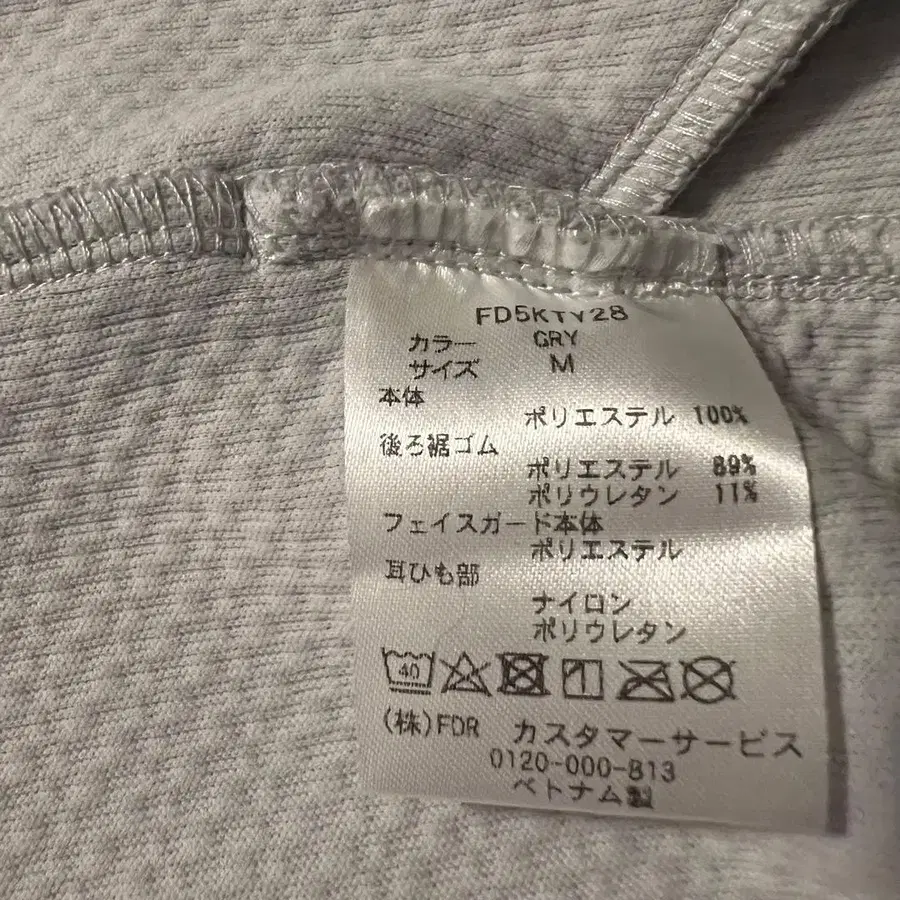 FD5KTY28
カラー GRY
サイズ M
本体
ポリエステル 100%
後ろ裾ゴム
ポリエステル 89%
ポリウレタン 11%
フェイスガード本体
ポリエステル
耳ひも部
ナイロン
ポリウレタン
40
(株)FDR カスタマーサービス
0120-000-813
ベトナム製